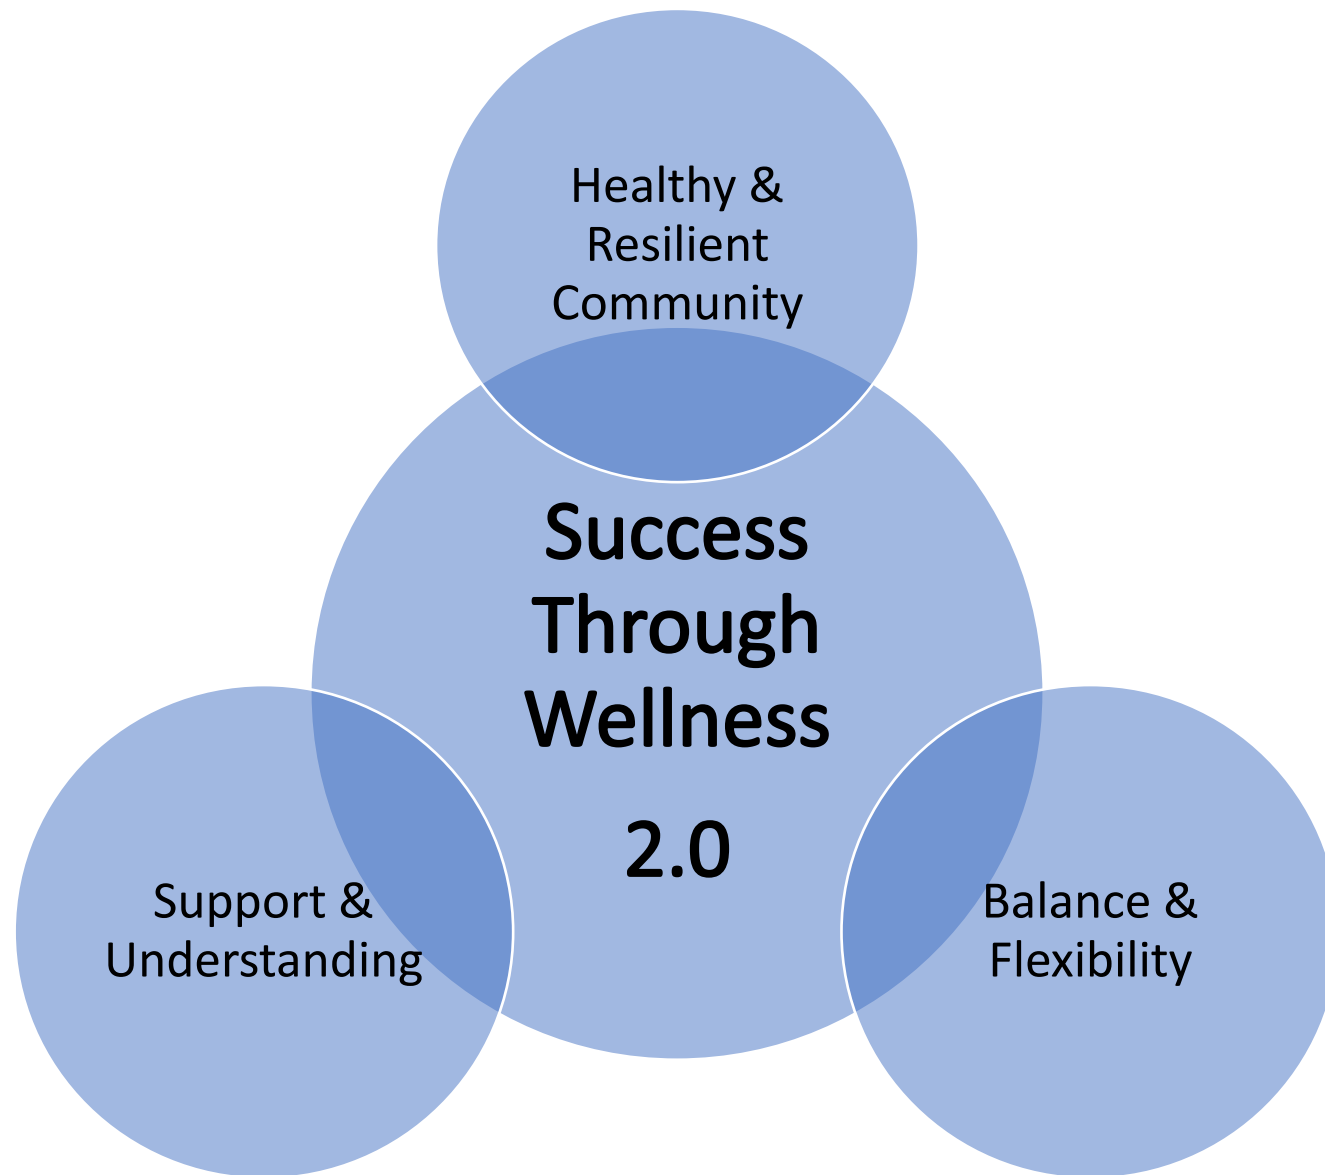 Healthy &
Resilient
Community
Success
Through
Wellness
2.0
Support &
Understanding
Balance &
Flexibility